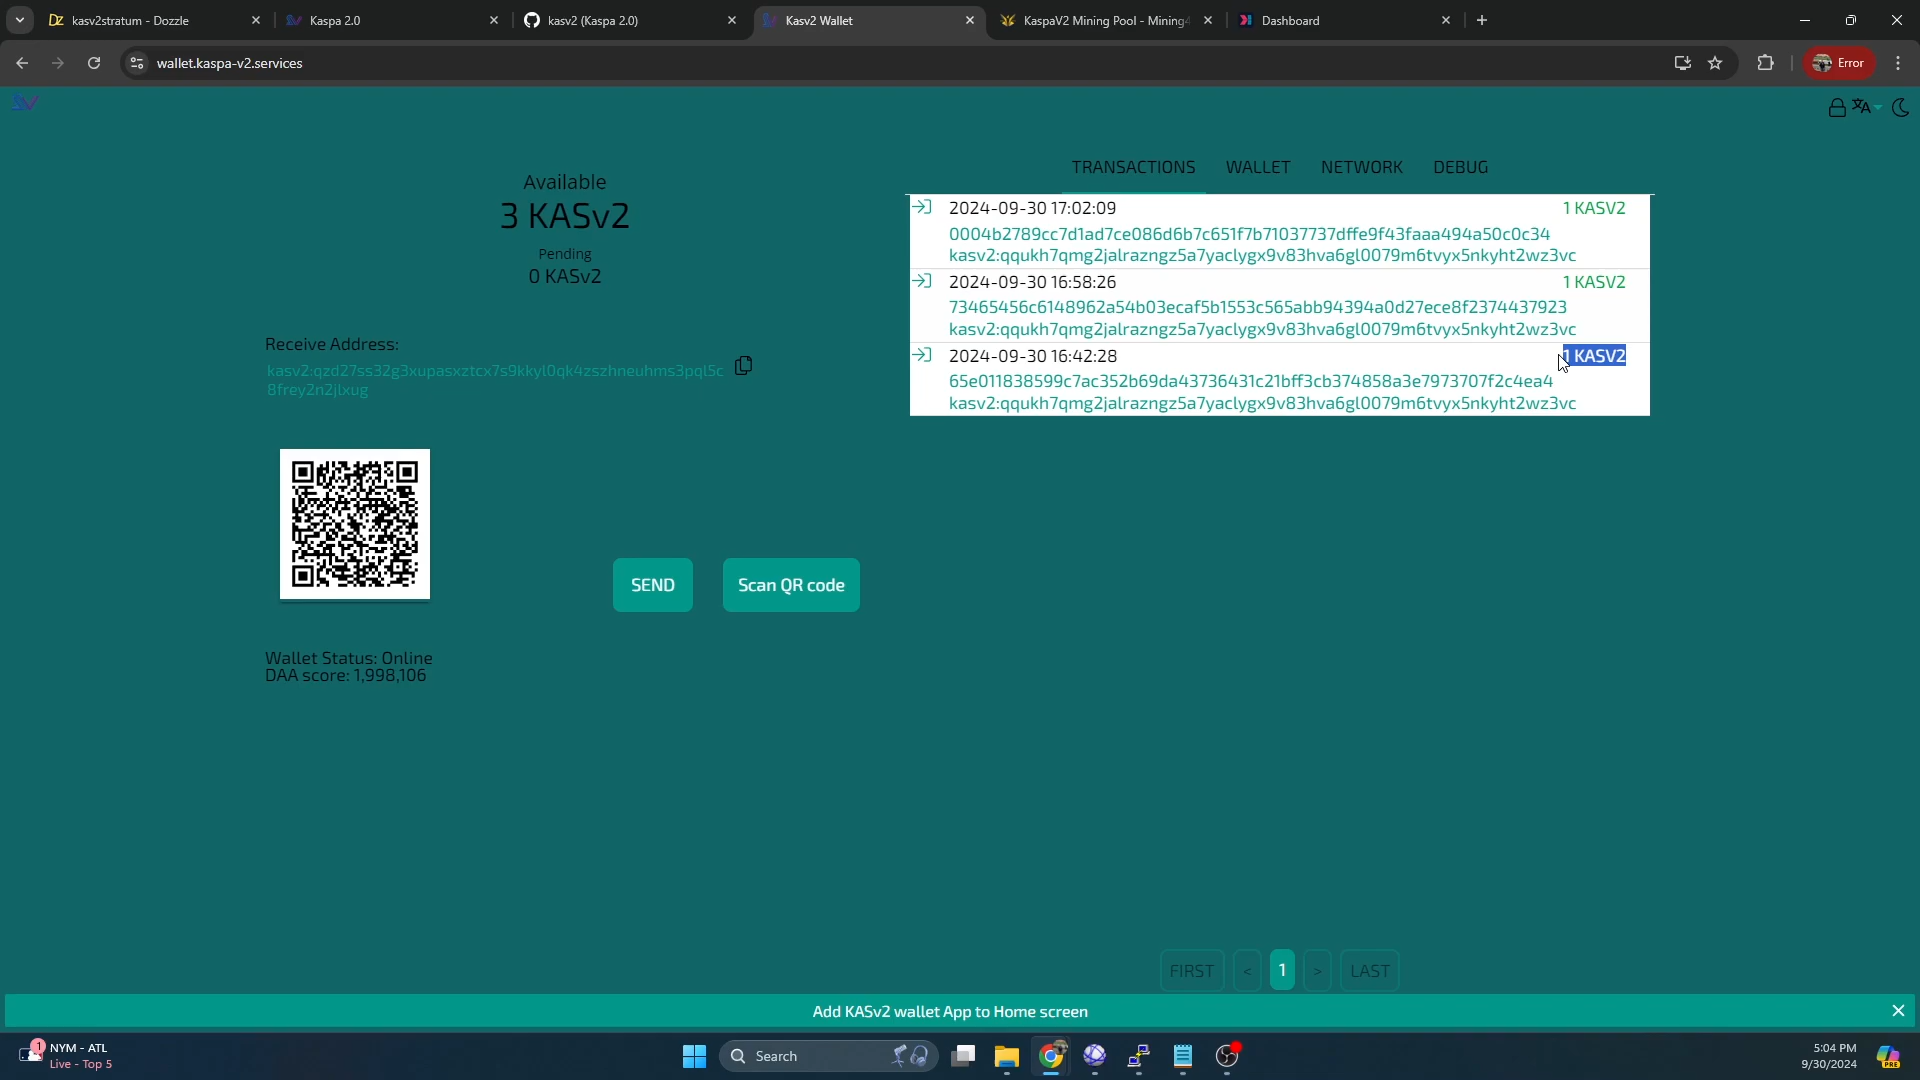 kasv2stratum - Dozzle
Kaspa 2.0
kasv2 (Kaspa 2.0)
Kasv2 Wallet
KaspaV2 Mining Pool - Mining4
Dashboard
wallet.kaspa-v2.services
Error
Available
3 KASv2
Pending
0 KASv2
Receive Address:
kasv2:qzd27ss32g3xupasxztcx7s9kkyl0qk4zszhneuhms3pql5c
8frey2n2jlxug
SEND
Scan QR code
Wallet Status: Online
DAA score: 1,998,106
TRANSACTIONS WALLET NETWORK DEBUG
2024-09-30 17:02:09 1 KASV2
0004b2789cc7d1ad7ce086d6b7c651f7b71037737dffe9f43faaa494a50c0c34
kasv2:qqukh7qmg2jalrazngz5a7yaclygx9v83hva6gl0079m6tvyx5nkyht2wz3vc
2024-09-30 16:58:26 1 KASV2
73465456c6148962a54b03ecaf5b1553c565abb94394a0d27ece8f2374437923
kasv2:qqukh7qmg2jalrazngz5a7yaclygx9v83hva6gl0079m6tvyx5nkyht2wz3vc
2024-09-30 16:42:28 1 KASV2
65e011838599c7ac352b69da43736431c21bff3cb374858a3e7973707f2c4ea4
kasv2:qqukh7qmg2jalrazngz5a7yaclygx9v83hva6gl0079m6tvyx5nkyht2wz3vc
FIRST < 1 > LAST
Add KASv2 wallet App to Home screen
1
NYM - ATL
Live - Top 5
Search
5:04 PM
9/30/2024
PRE